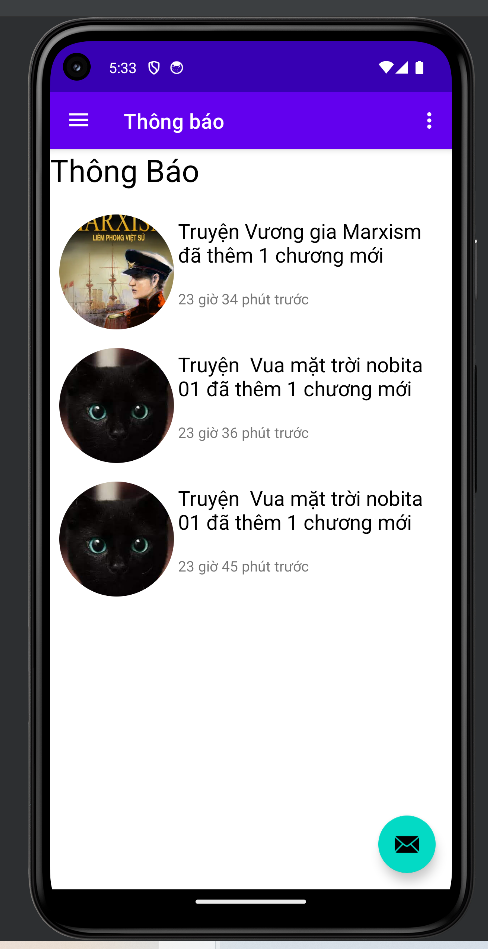 5:33
Thông báo
Thông Báo
MARXISM
LIÊM PHONG VIỆT SỬ
Truyện Vương gia Marxism
đã thêm 1 chương mới
23 giờ 34 phút trước
Truyện  Vua mặt trời nobita
01 đã thêm 1 chương mới
23 giờ 36 phút trước
Truyện  Vua mặt trời nobita
01 đã thêm 1 chương mới
23 giờ 45 phút trước